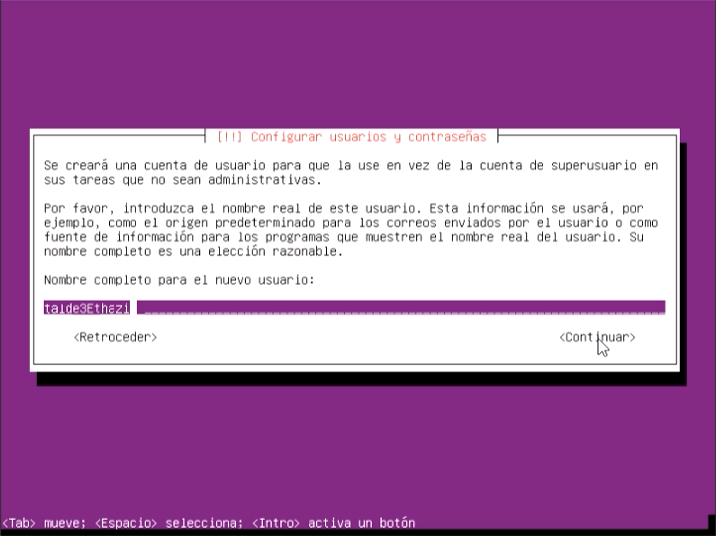 [!!] Configurar usuarios y contraseñas
Se creará una cuenta de usuario para que la use en vez de la cuenta de superusuario en
sus tareas que no sean administrativas.
Por favor, introduzca el nombre real de este usuario. Esta información se usará, por
ejemplo, como el origen predeterminado para los correos enviados por el usuario o como
fuente de información para los programas que muestren el nombre real del usuario. Su
nombre completo es una elección razonable.
Nombre completo para el nuevo usuario:
talde3Ethazi
<Retroceder> <Continuar>
<Tab> mueve; <Espacio> selecciona; <Intro> activa un botón